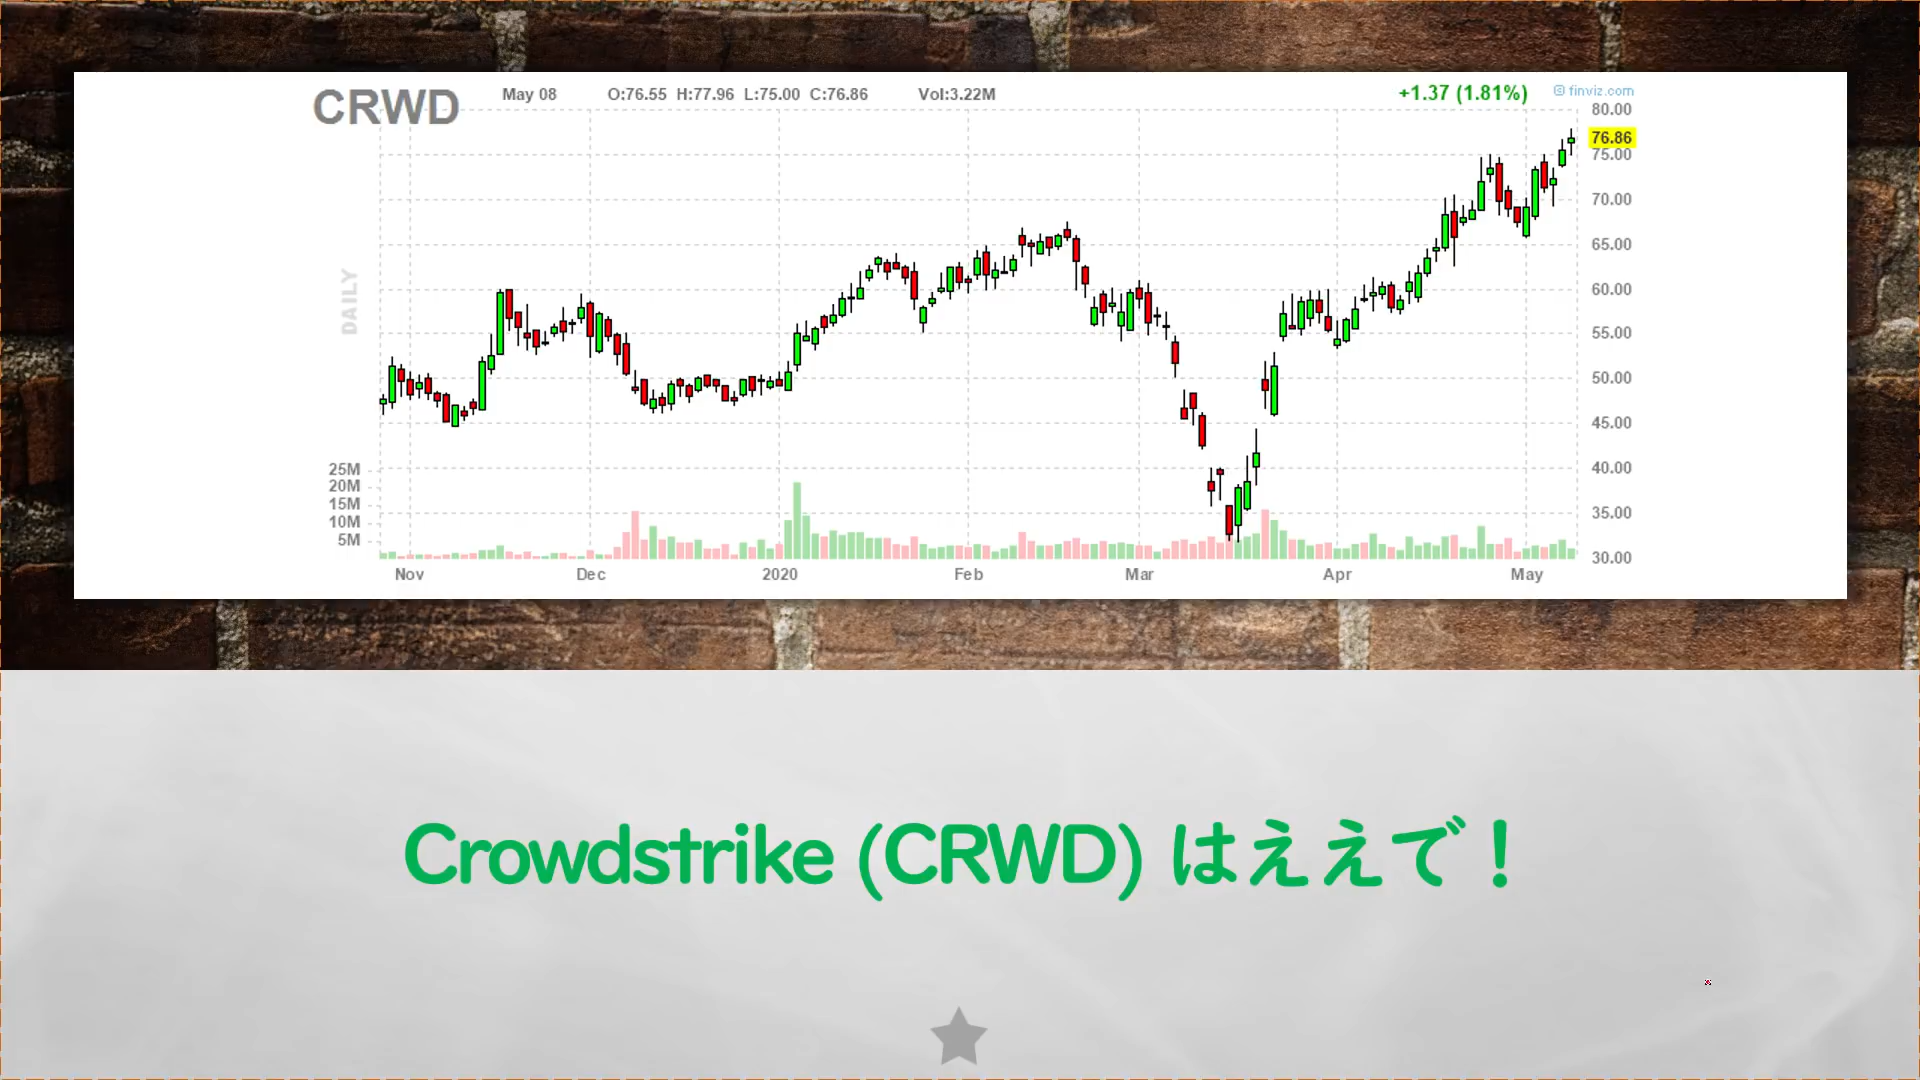 CRWD May 08 O:76.55 H:77.96 L:75.00 C:76.86 Vol:3.22M +1.37 (1.81%) © finviz.com
80.00
76.86
75.00
70.00
65.00
60.00
55.00
50.00
45.00
40.00
35.00
30.00
DAILY
25M
20M
15M
10M
5M
Nov Dec 2020 Feb Mar Apr May
Crowdstrike (CRWD) はええで！